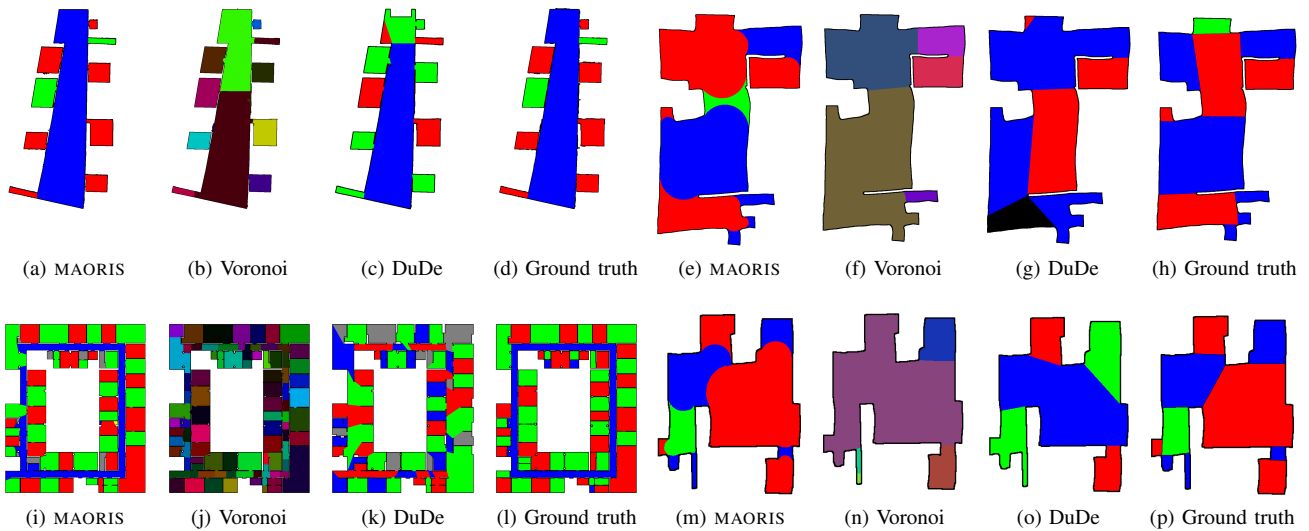 (a) MAORIS (b) Voronoi (c) DuDe (d) Ground truth (e) MAORIS (f) Voronoi (g) DuDe (h) Ground truth
(i) MAORIS (j) Voronoi (k) DuDe (l) Ground truth (m) MAORIS (n) Voronoi (o) DuDe (p) Ground truth